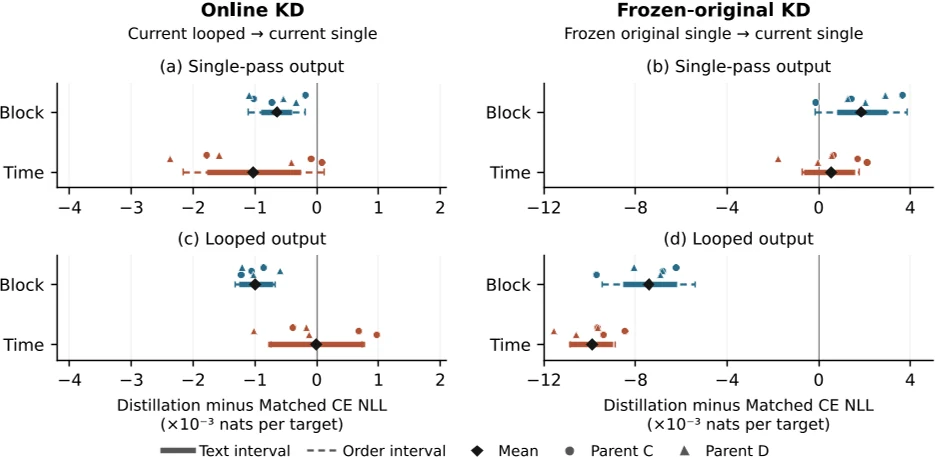 Online KD
Current looped → current single
Frozen-original KD
Frozen original single → current single
(a) Single-pass output
Block
Time
−4 −3 −2 −1 0 1 2
(b) Single-pass output
−12 −8 −4 0 4
(c) Looped output
Block
Time
−4 −3 −2 −1 0 1 2
Distillation minus Matched CE NLL
(×10⁻³ nats per target)
(d) Looped output
Block
Time
−12 −8 −4 0 4
Distillation minus Matched CE NLL
(×10⁻³ nats per target)
Text interval Order interval Mean Parent C Parent D